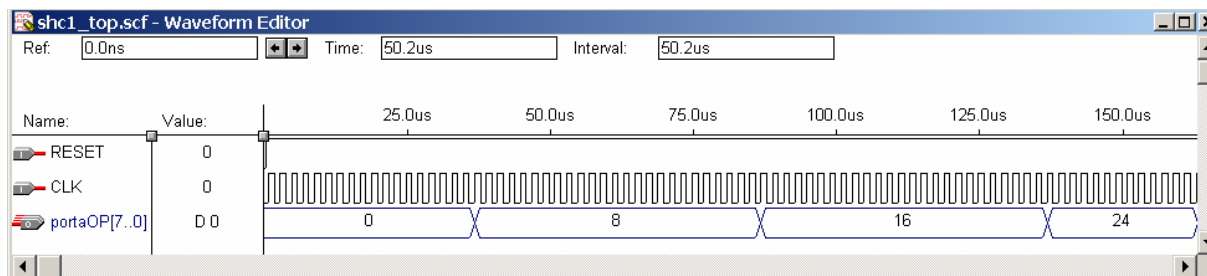 shc1_top.scf - Waveform Editor
Ref: 0.0ns Time: 50.2us Interval: 50.2us
Name: Value: 25.0us 50.0us 75.0us 100.0us 125.0us 150.0us
RESET 0
CLK 0
portaOP[7..0] D 0 0 8 16 24